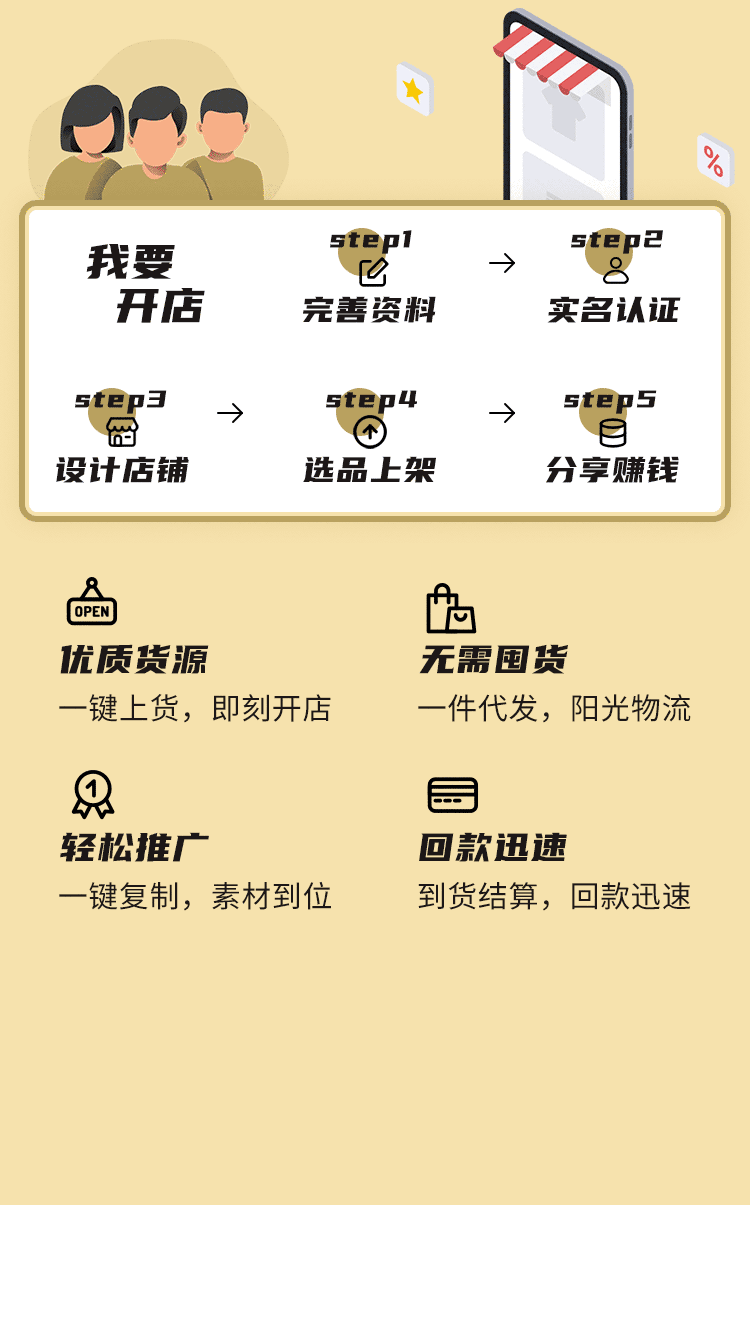 我要
开店
step1
完善资料
step2
实名认证
step3
设计店铺
step4
选品上架
step5
分享赚钱
OPEN
优质货源
一键上货，即刻开店
无需囤货
一件代发，阳光物流
1
轻松推广
一键复制，素材到位
回款迅速
到货结算，回款迅速
%